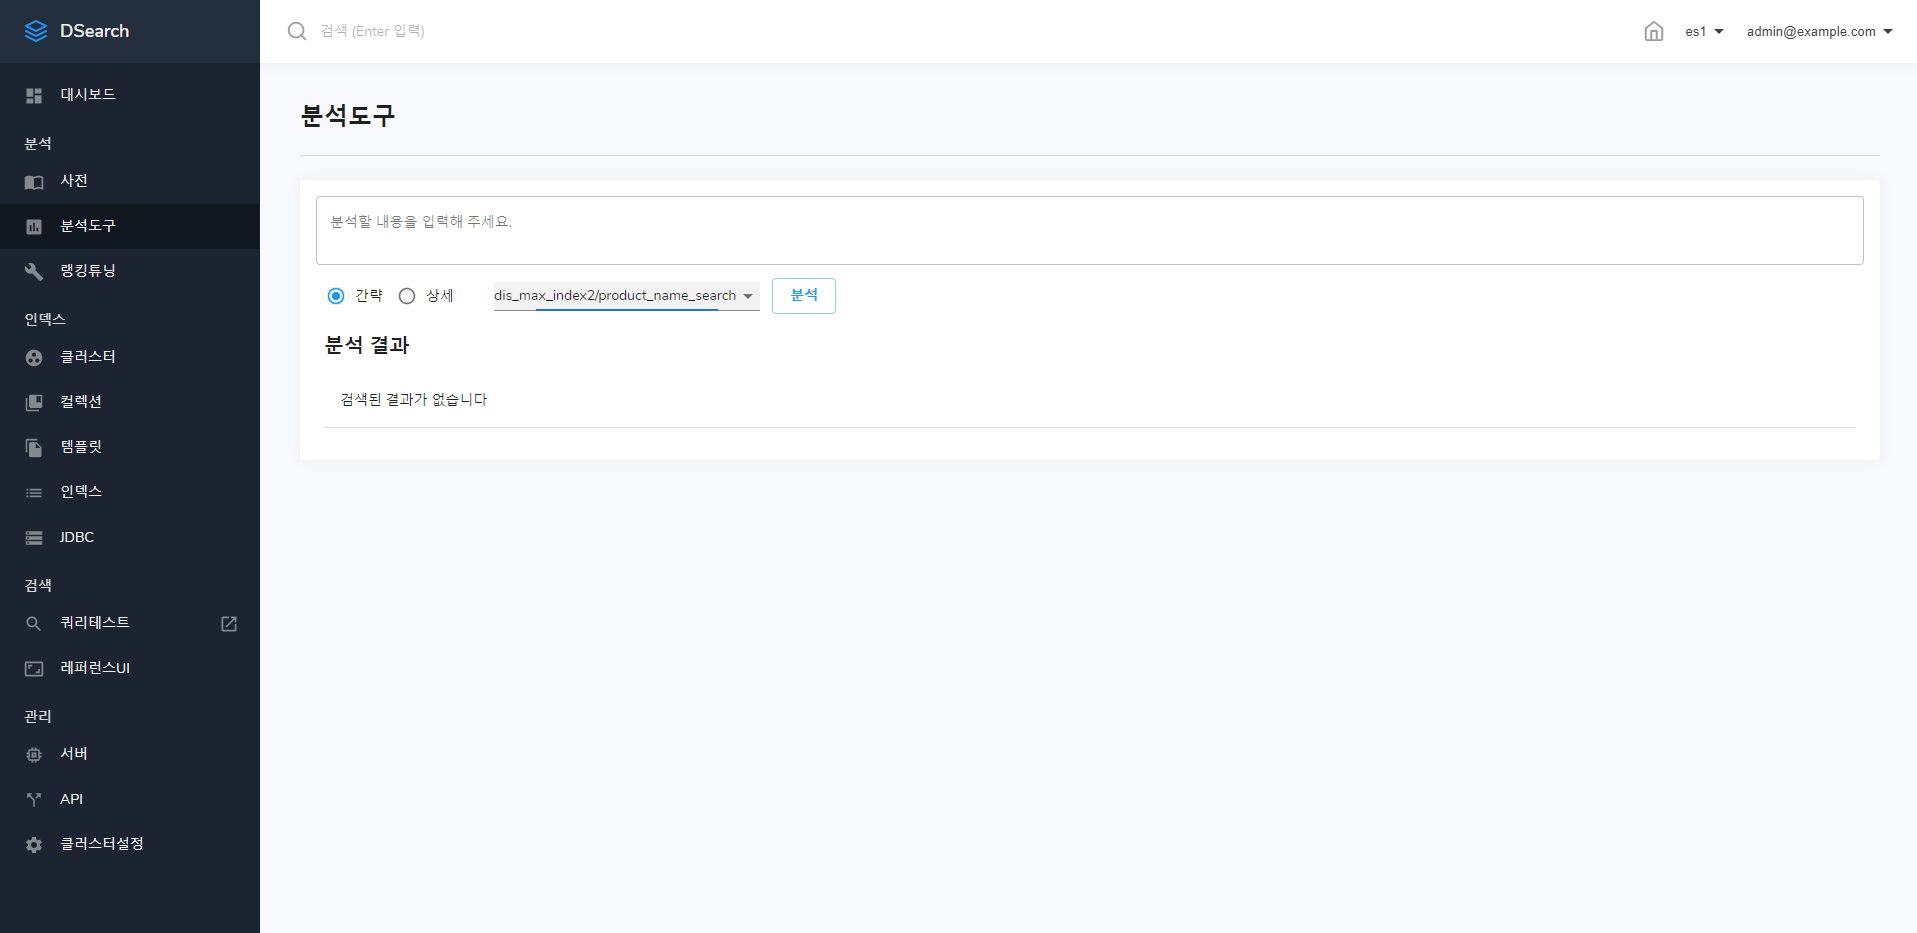 DSearch
검색 (Enter 입력)
es1
admin@example.com
대시보드
분석
사전
분석도구
랭킹튜닝
인덱스
클러스터
컬렉션
템플릿
인덱스
JDBC
검색
쿼리테스트
레퍼런스UI
관리
서버
API
클러스터설정
분석도구
분석할 내용을 입력해 주세요.
간략 상세 dis_max_index2/product_name_search 분석
분석 결과
검색된 결과가 없습니다